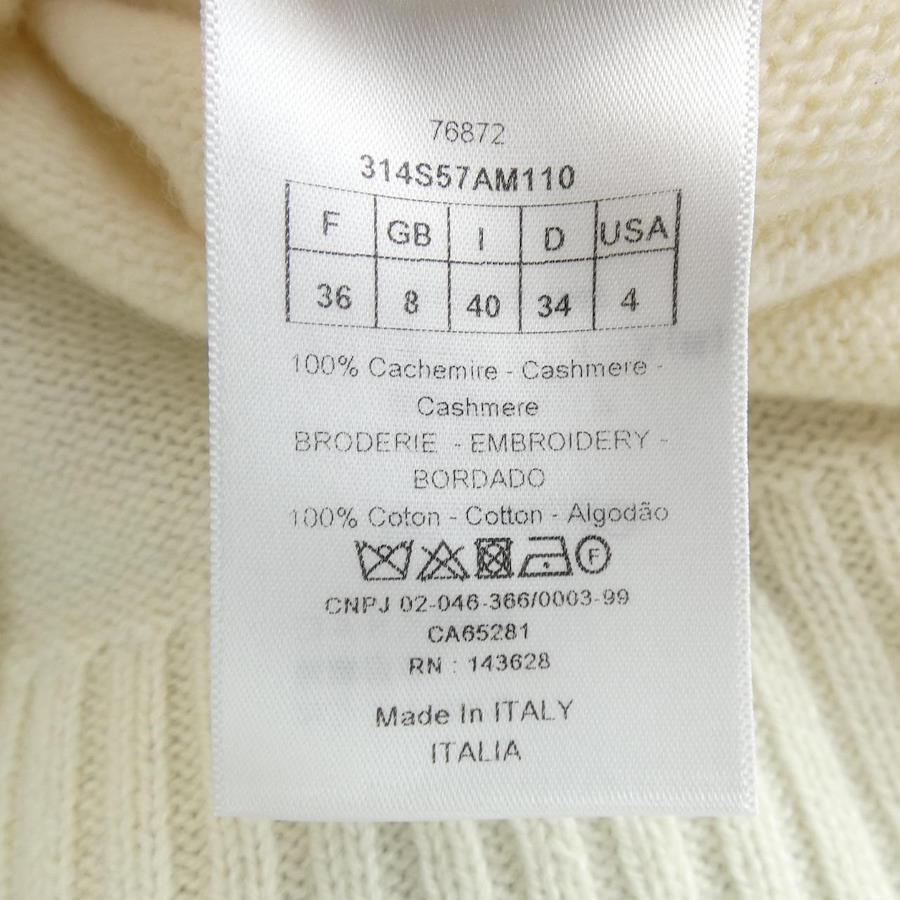 76872
314S57AM110
F GB I D USA
36 8 40 34 4
100% Cachemire - Cashmere -
Cashmere
BRODERIE - EMBROIDERY -
BORDADO
100% Coton - Cotton - Algodão
F
CNPJ 02-046-366/0003-99
CA65281
RN : 143628
Made In ITALY
ITALIA